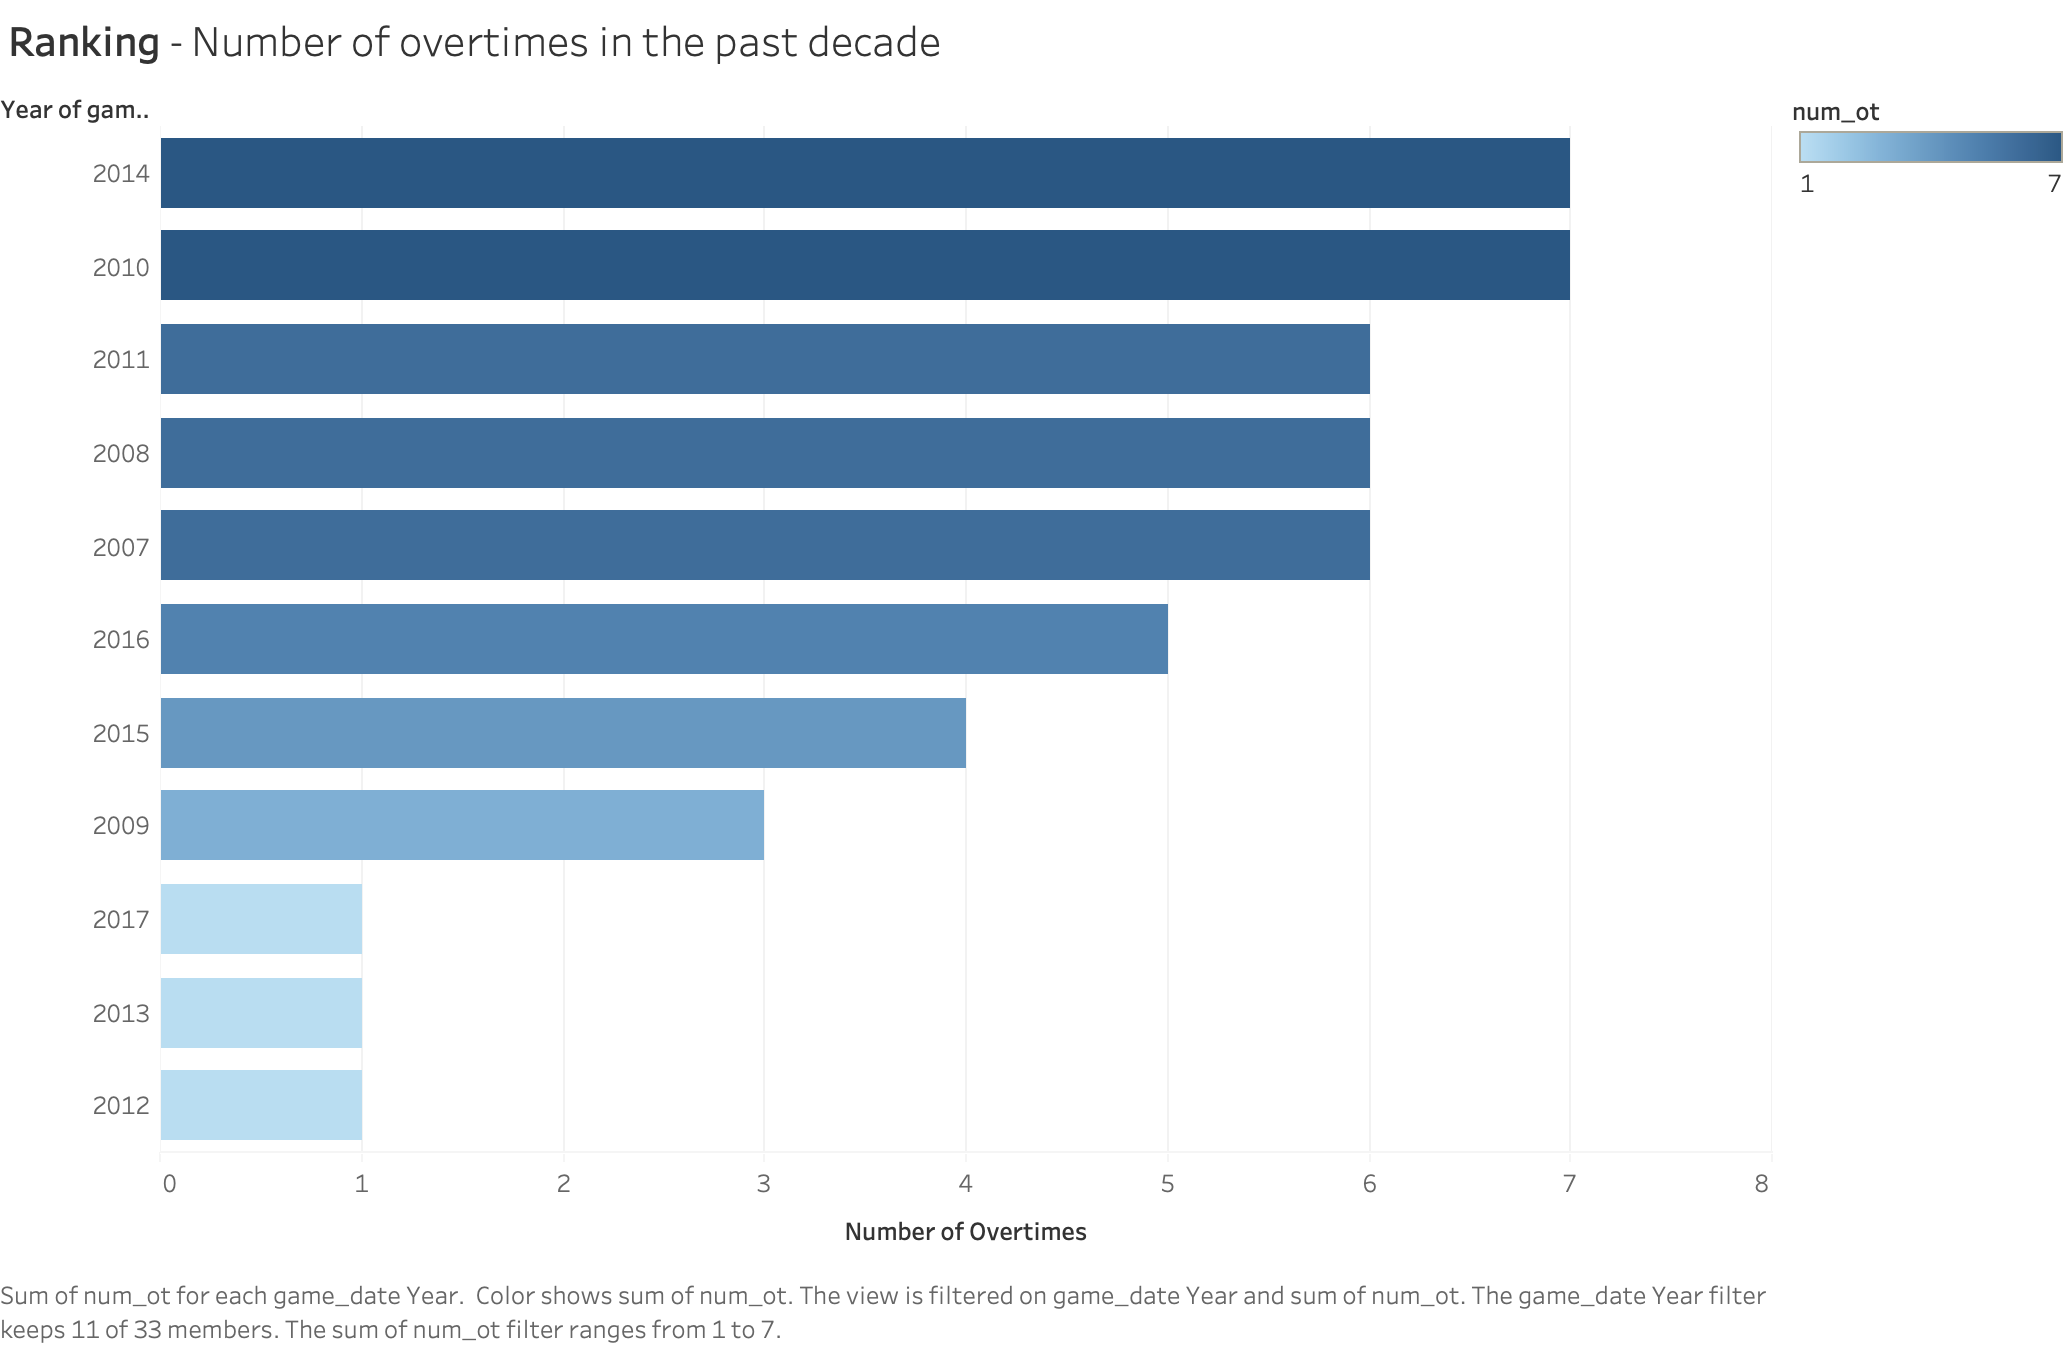 Ranking - Number of overtimes in the past decade
Year of gam..
num_ot
1 7
2014
2010
2011
2008
2007
2016
2015
2009
2017
2013
2012
0 1 2 3 4 5 6 7 8
Number of Overtimes
Sum of num_ot for each game_date Year.  Color shows sum of num_ot. The view is filtered on game_date Year and sum of num_ot. The game_date Year filter
keeps 11 of 33 members. The sum of num_ot filter ranges from 1 to 7.